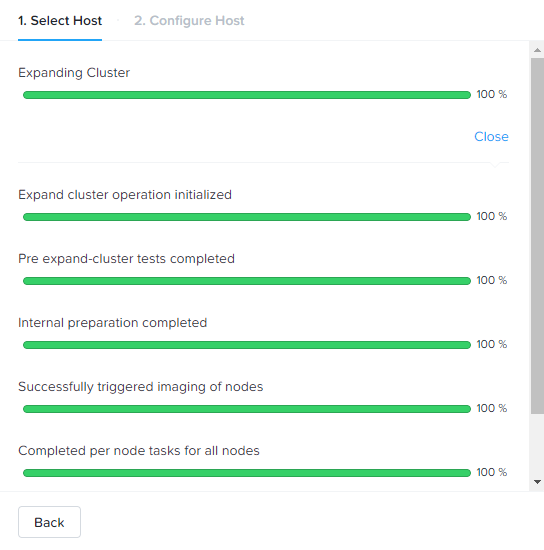 1. Select Host
2. Configure Host
Expanding Cluster
100 %
Close
Expand cluster operation initialized
100 %
Pre expand-cluster tests completed
100 %
Internal preparation completed
100 %
Successfully triggered imaging of nodes
100 %
Completed per node tasks for all nodes
100 %
Back